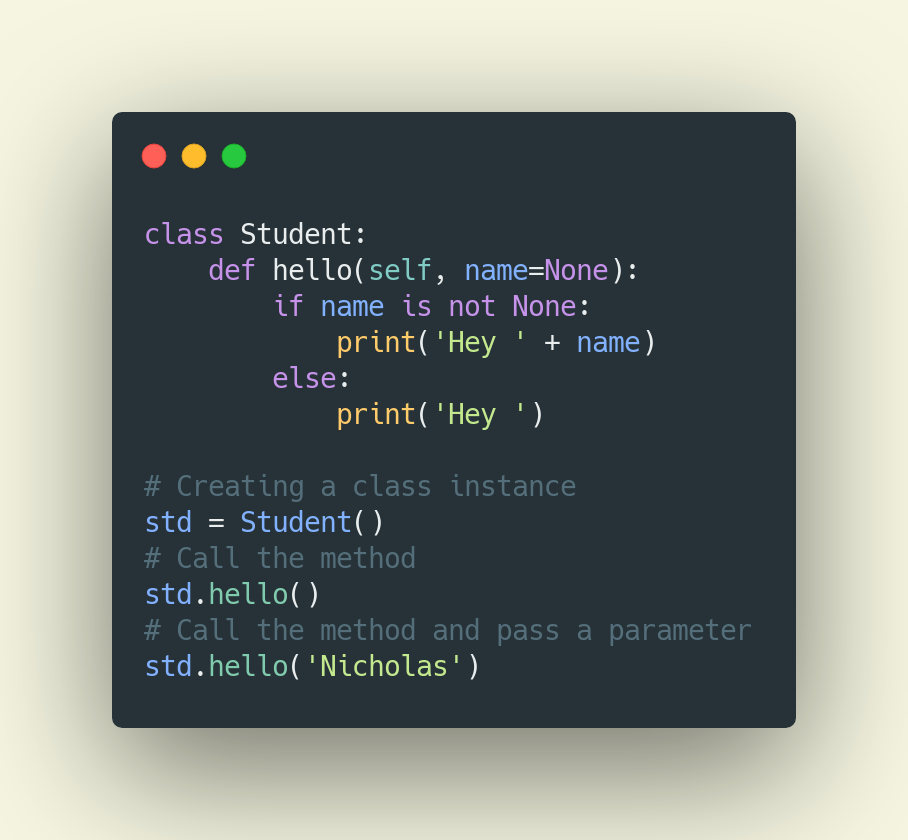 class Student:
    def hello(self, name=None):
        if name is not None:
            print('Hey ' + name)
        else:
            print('Hey ')

# Creating a class instance
std = Student()
# Call the method
std.hello()
# Call the method and pass a parameter
std.hello('Nicholas')